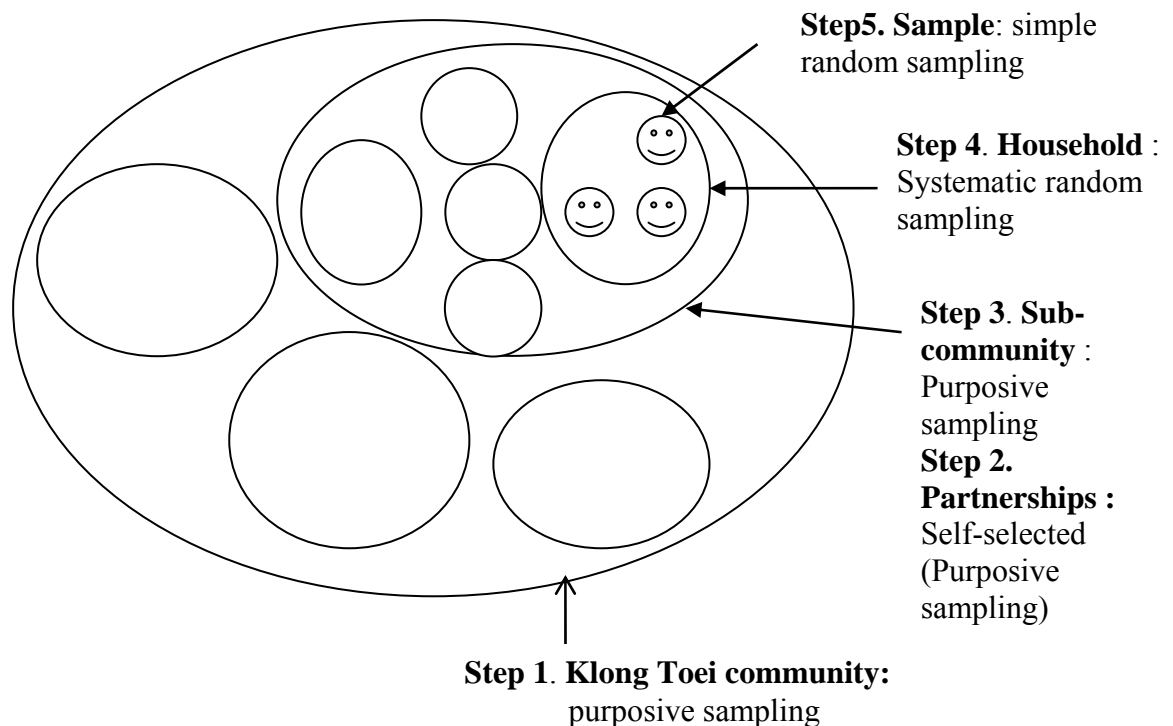 Step5. Sample: simple
random sampling
Step 4. Household :
Systematic random
sampling
Step 3. Sub-
community :
Purposive
sampling
Step 2.
Partnerships :
Self-selected
(Purposive
sampling)
Step 1. Klong Toei community:
purposive sampling